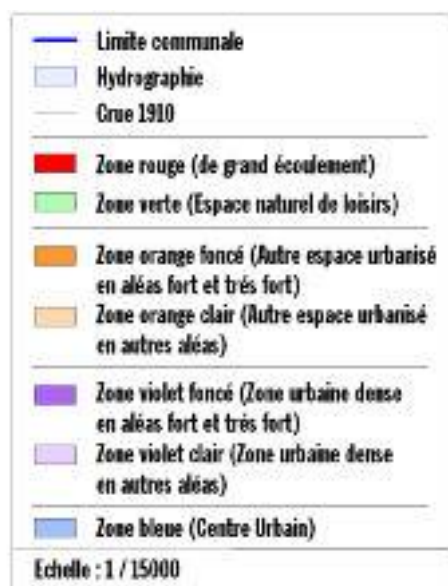 Limite communale
Hydrographie
Crue 1910
Zone rouge (de grand écoulement)
Zone verte (Espace naturel de loisirs)
Zone orange foncé (Autre espace urbanisé
en aléas fort et trés fort)
Zone orange clair (Autre espace urbanisé
en autres aléas)
Zone violet foncé (Zone urbaine dense
en aléas fort et trés fort)
Zone violet clair (Zone urbaine dense
en autres aléas)
Zone bleue (Centre Urbain)
Echelle : 1 / 15000